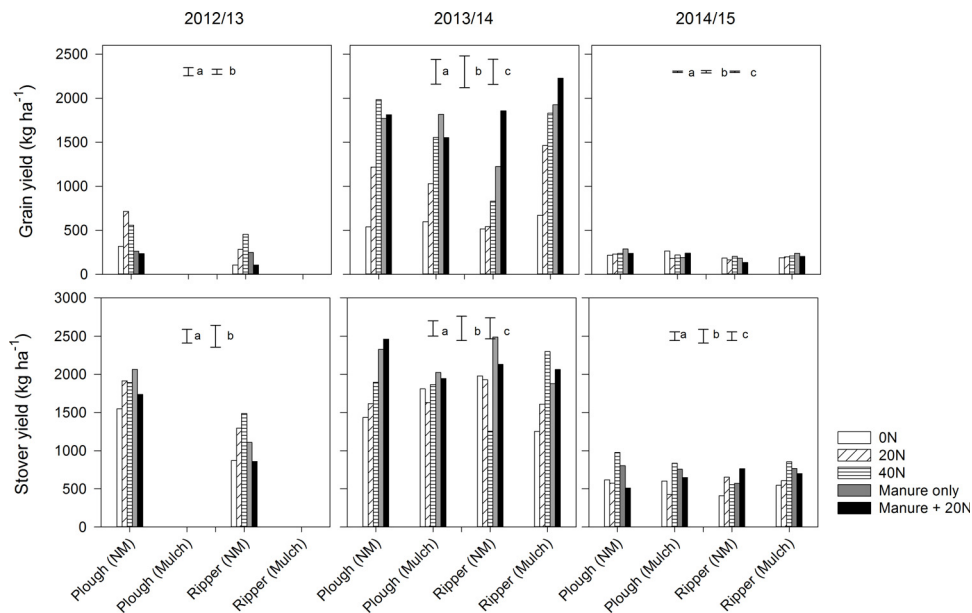 2012/13 2013/14 2014/15
Grain yield (kg ha⁻¹)
2500
2000
1500
1000
500
0
a b
a b c
a b c
Stover yield (kg ha⁻¹)
3000
2500
2000
1500
1000
500
0
a b
a b c
a b c
Plough (NM)
Plough (Mulch)
Ripper (NM)
Ripper (Mulch)
Plough (NM)
Plough (Mulch)
Ripper (NM)
Ripper (Mulch)
Plough (NM)
Plough (Mulch)
Ripper (NM)
Ripper (Mulch)
0N
20N
40N
Manure only
Manure + 20N